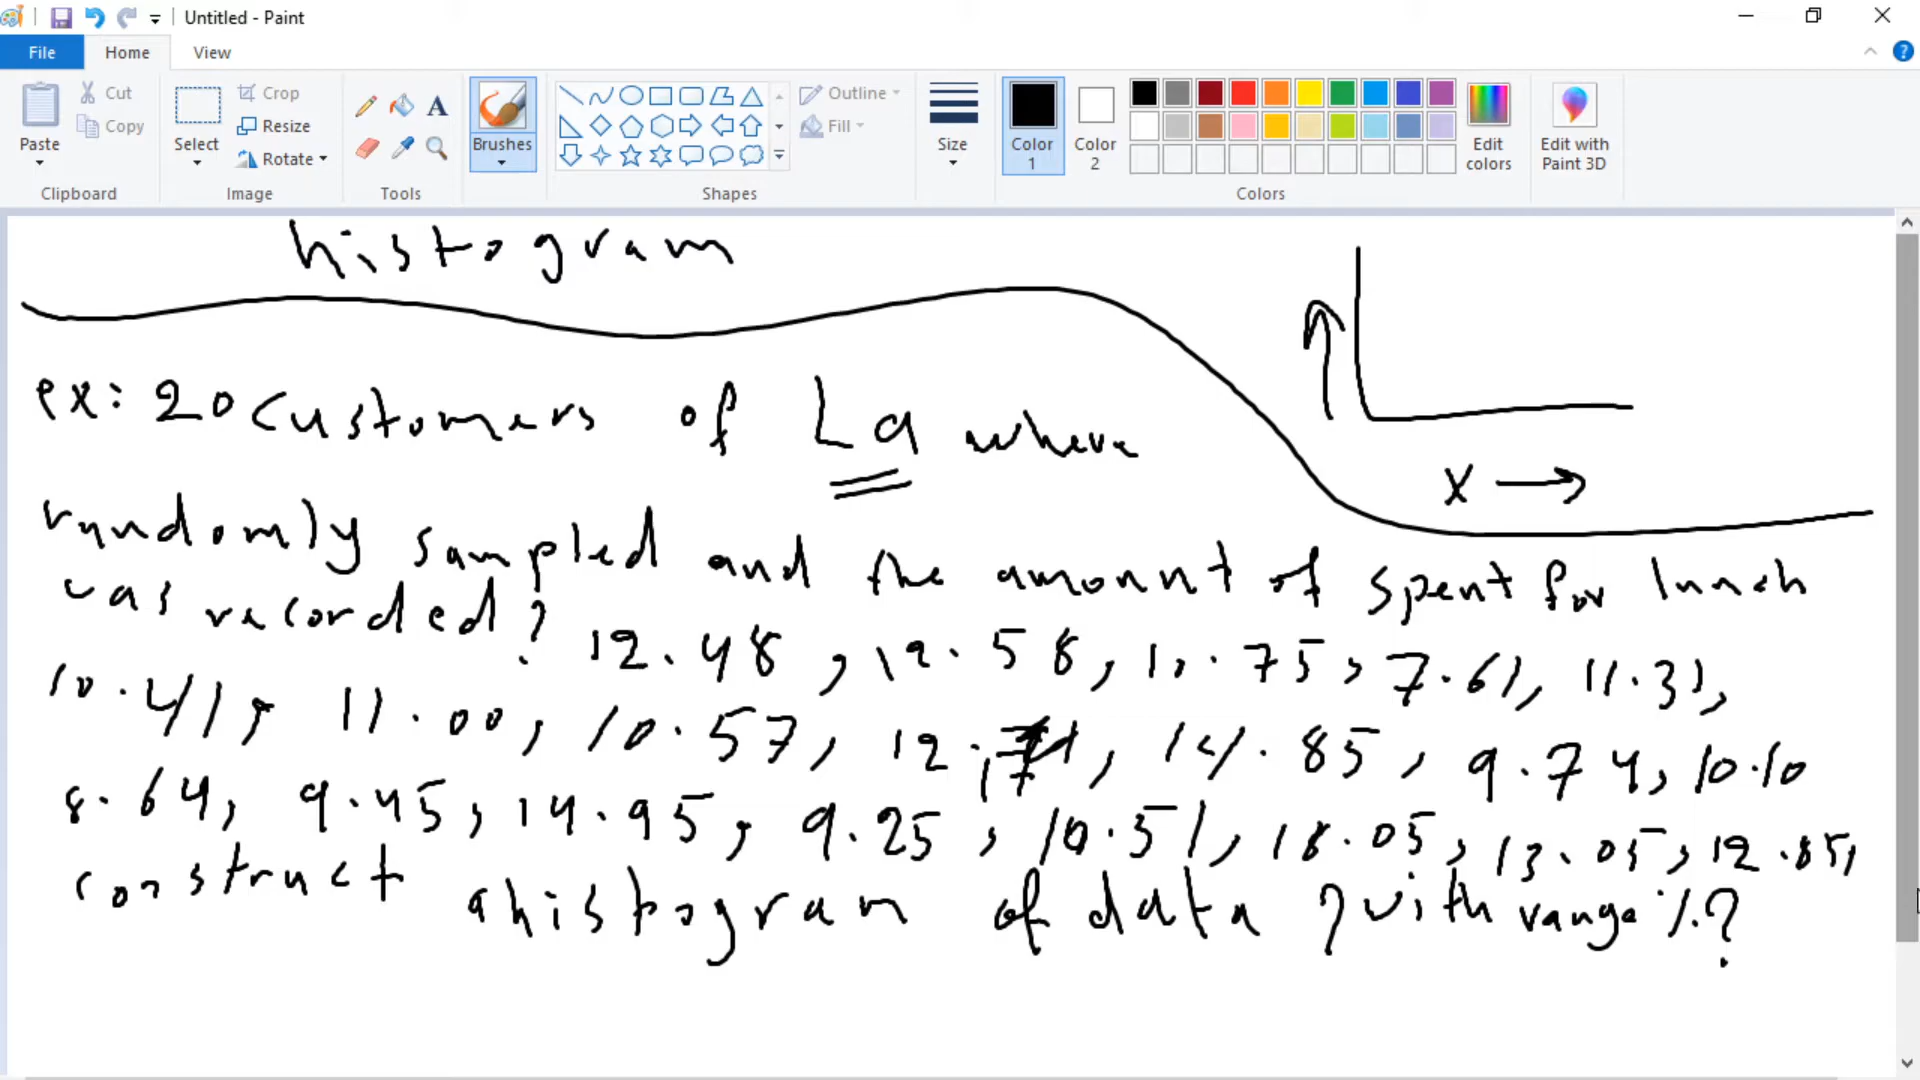 Untitled - Paint
File Home View
Paste Cut Copy Clipboard
Select Crop Resize Rotate Image
A Tools
Brushes
Outline Fill Shapes
Size
Color 1 Color 2 Edit colors Colors
Edit with Paint 3D
histogram
ex: 20 customers of La where
x
randomly sampled and the amount of spent for lunch
was recorded? 12.48, 12.58, .75, 7.61, 11.31,
10.41, 11.00, 10.57, 12., .85, 9.74, 10.10
8.64, 9.45, 14.95, 9.25, 10.51, 18.05, 13.05, 12.85,
construct a histogram of data ? with range %?